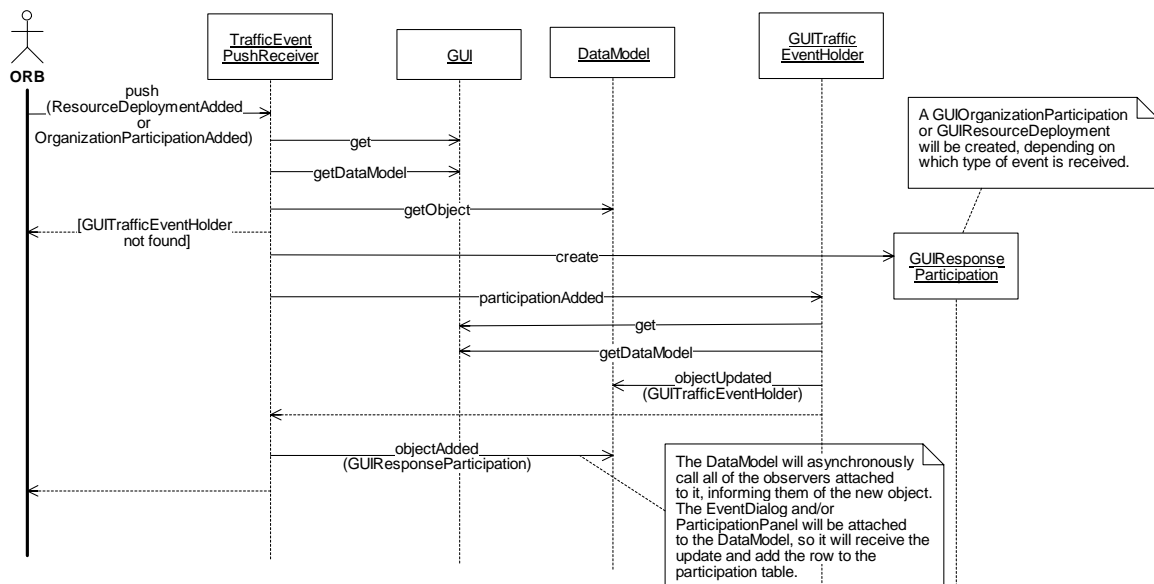 TrafficEvent
PushReceiver
GUI
DataModel
GUITraffic
EventHolder
ORB
push
(ResourceDeploymentAdded
or
OrganizationParticipationAdded)
A GUIOrganizationParticipation
or GUIResourceDeployment
will be created, depending on
which type of event is received.
get
getDataModel
getObject
[GUITrafficEventHolder
not found]
create
GUIResponse
Participation
participationAdded
get
getDataModel
objectUpdated
(GUITrafficEventHolder)
objectAdded
(GUIResponseParticipation)
The DataModel will asynchronously
call all of the observers attached
to it, informing them of the new object.
The EventDialog and/or
ParticipationPanel will be attached
to the DataModel, so it will receive the
update and add the row to the
participation table.